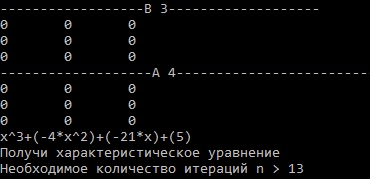 ------------------B 3-------------------
0 0 0
0 0 0
0 0 0
-------------------A 4------------------------
0 0 0
0 0 0
0 0 0
x^3+(-4*x^2)+(-21*x)+(5)
Получи характеристическое уравнение
Необходимое количество итераций n > 13